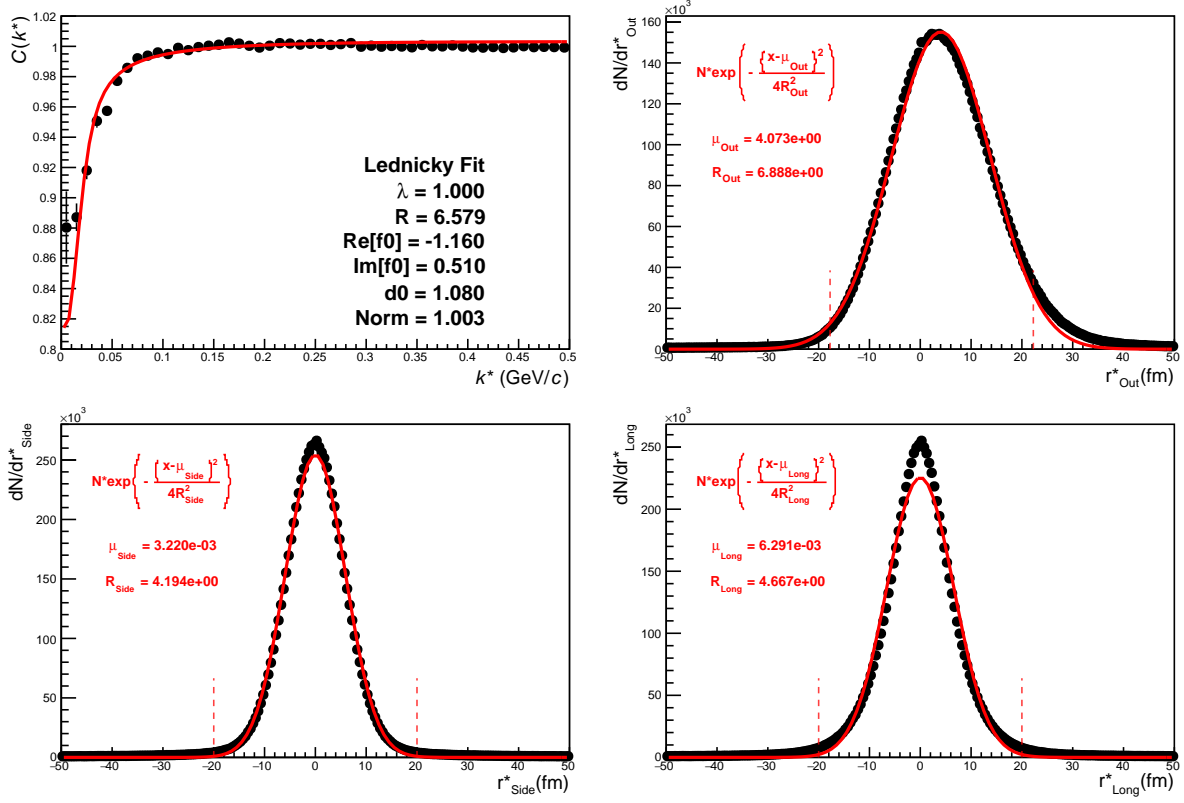 C(k*)
1.02
1
0.98
0.96
0.94
0.92
0.9
0.88
0.86
0.84
0.82
0.8
Lednicky Fit
λ = 1.000
R = 6.579
Re[f0] = -1.160
Im[f0] = 0.510
d0 = 1.080
Norm = 1.003
0 0.05 0.1 0.15 0.2 0.25 0.3 0.35 0.4 0.45 0.5
k* (GeV/c)
×10³
dN/dr*Out
160
140
120
100
80
60
40
20
0
N*exp{ - [x-μOut]² / 4R²Out }
μOut = 4.073e+00
ROut = 6.888e+00
−50 −40 −30 −20 −10 0 10 20 30 40 50
r*Out(fm)
×10³
dN/dr*Side
250
200
150
100
50
0
N*exp{ - [x-μSide]² / 4R²Side }
μSide = 3.220e-03
RSide = 4.194e+00
−50 −40 −30 −20 −10 0 10 20 30 40 50
r*Side(fm)
×10³
dN/dr*Long
250
200
150
100
50
0
N*exp{ - [x-μLong]² / 4R²Long }
μLong = 6.291e-03
RLong = 4.667e+00
−50 −40 −30 −20 −10 0 10 20 30 40 50
r*Long(fm)